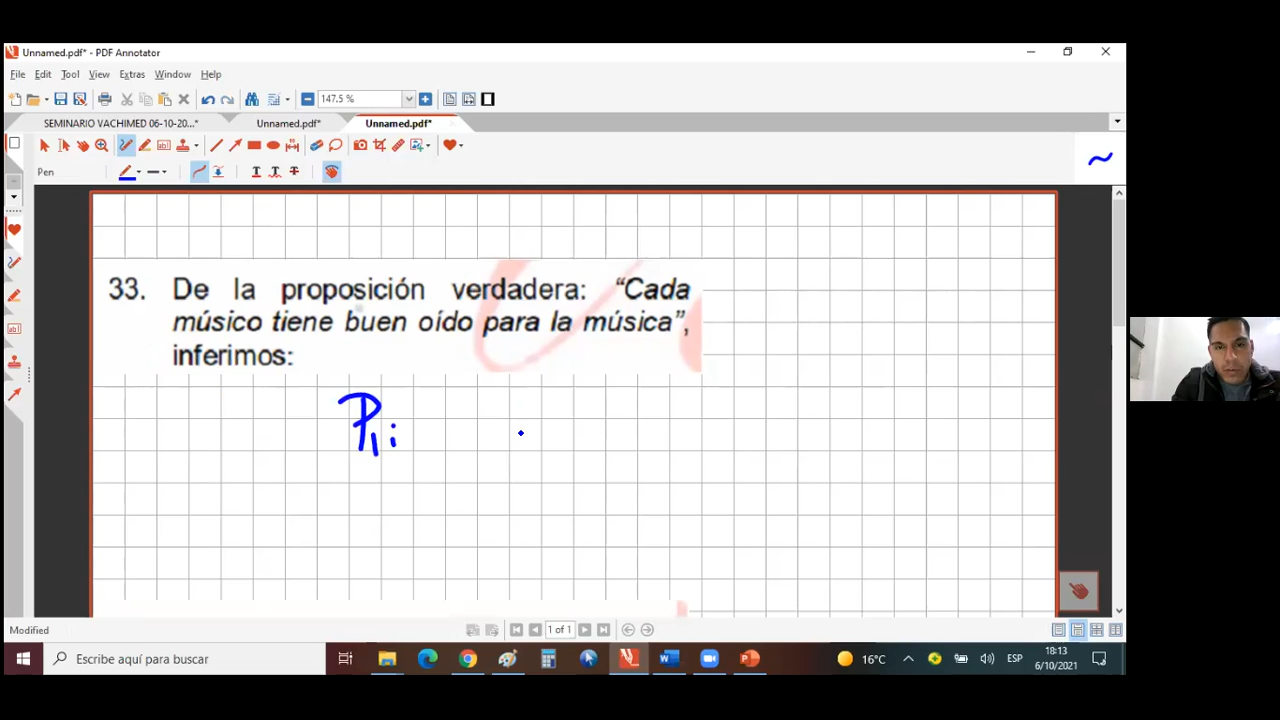 Unnamed.pdf* - PDF Annotator
File Edit Tool View Extras Window Help
147.5 %
SEMINARIO VACHIMED 06-10-20...* Unnamed.pdf* Unnamed.pdf*
Pen
33. De la proposición verdadera: “Cada
músico tiene buen oído para la música”,
inferimos:
P1:
1 of 1
Modified
Escribe aquí para buscar
16°C
ESP
18:13
6/10/2021